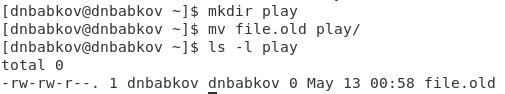 [dnbabkov@dnbabkov ~]$ mkdir play
[dnbabkov@dnbabkov ~]$ mv file.old play/
[dnbabkov@dnbabkov ~]$ ls -l play
total 0
-rw-rw-r--. 1 dnbabkov dnbabkov 0 May 13 00:58 file.old